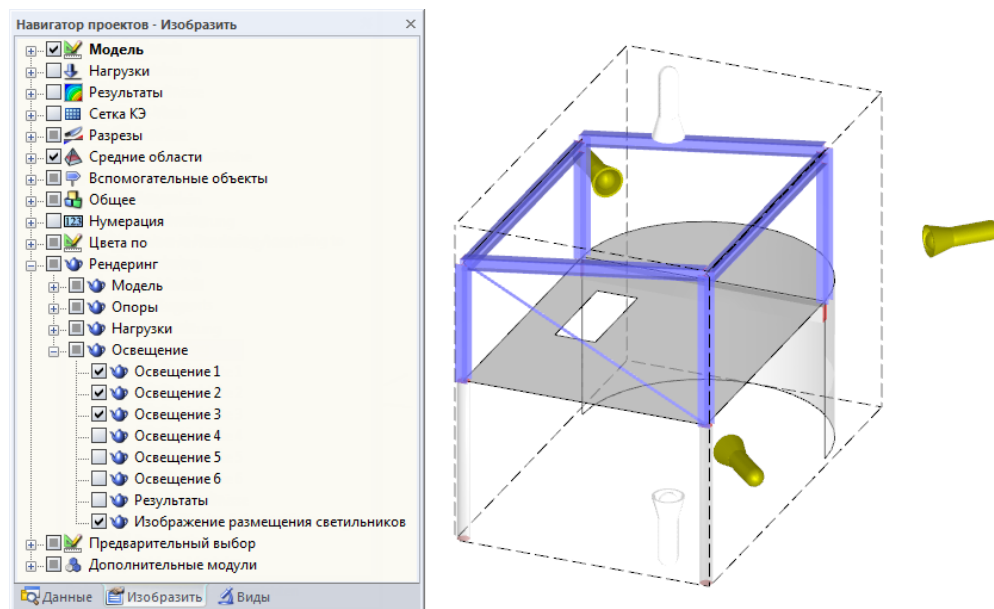 Навигатор проектов - Изобразить
Модель
Нагрузки
Результаты
Сетка КЭ
Разрезы
Средние области
Вспомогательные объекты
Общее
123 Нумерация
Цвета по
Рендеринг
Модель
Опоры
Нагрузки
Освещение
Освещение 1
Освещение 2
Освещение 3
Освещение 4
Освещение 5
Освещение 6
Результаты
Изображение размещения светильников
Предварительный выбор
Дополнительные модули
Данные Изобразить Виды